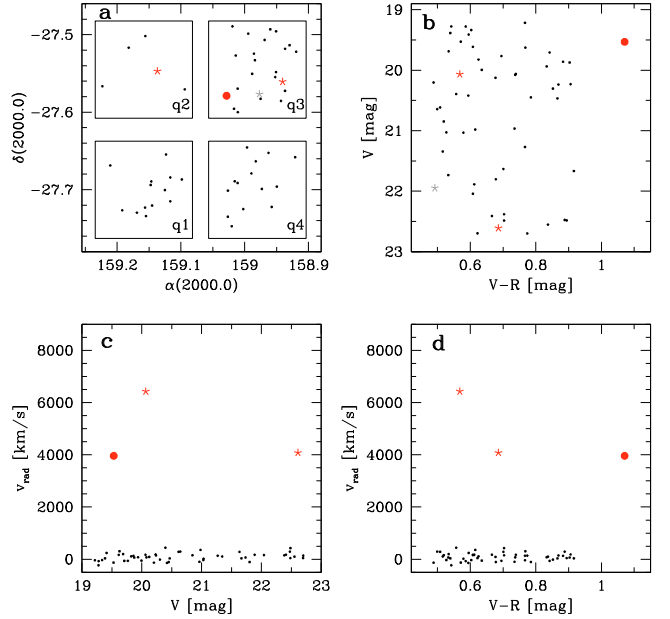 a
−27.5
−27.6
−27.7
δ(2000.0)
q2
q3
q1
q4
159.2
159.1
159
158.9
α(2000.0)
b
19
20
21
22
23
V [mag]
0.6
0.8
1
V−R [mag]
c
8000
6000
4000
2000
0
v_rad [km/s]
19
20
21
22
23
V [mag]
d
8000
6000
4000
2000
0
v_rad [km/s]
0.6
0.8
1
V−R [mag]